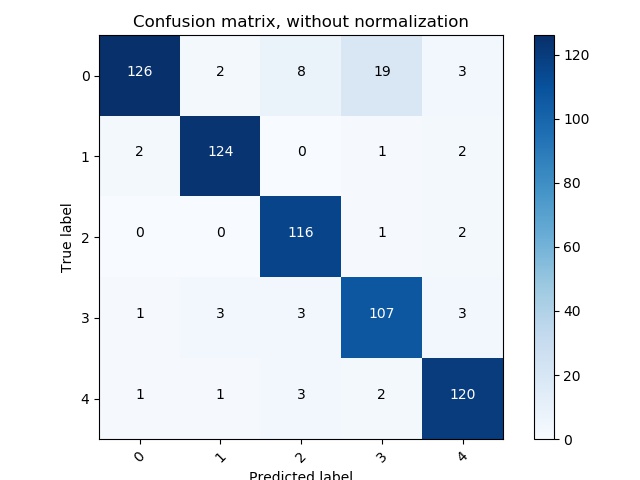 Confusion matrix, without normalization
0 126 2 8 19 3
1 2 124 0 1 2
2 0 0 116 1 2
3 1 3 3 107 3
4 1 1 3 2 120
0 1 2 3 4
True label
Predicted label
120
100
80
60
40
20
0